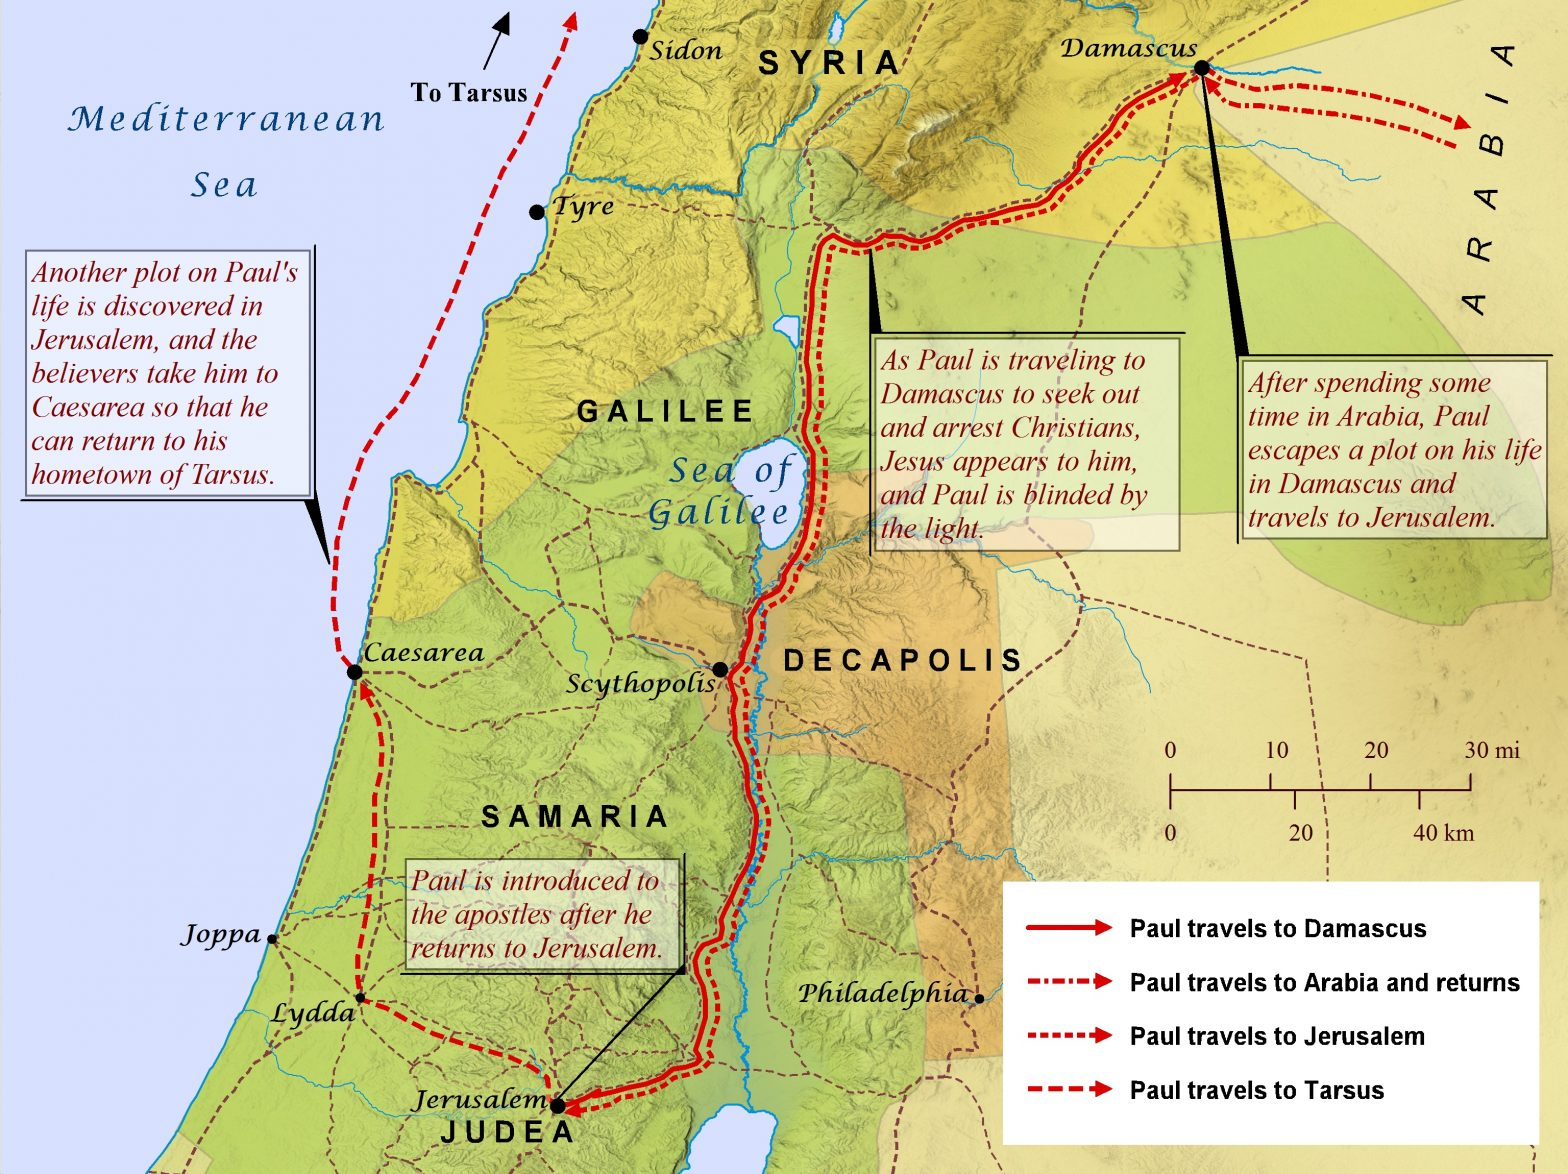 To Tarsus
Sidon
SYRIA
Damascus
ARABIA
Mediterranean
Sea
Tyre
Another plot on Paul's
life is discovered in
Jerusalem, and the
believers take him to
Caesarea so that he
can return to his
hometown of Tarsus.
As Paul is traveling to
Damascus to seek out
and arrest Christians,
Jesus appears to him,
and Paul is blinded by
the light.
After spending some
time in Arabia, Paul
escapes a plot on his life
in Damascus and
travels to Jerusalem.
GALILEE
Sea of
Galilee
Caesarea
Scythopolis
DECAPOLIS
SAMARIA
0 10 20 30 mi
0 20 40 km
Paul is introduced to
the apostles after he
returns to Jerusalem.
Joppa
Lydda
Philadelphia
Jerusalem
JUDEA
Paul travels to Damascus
Paul travels to Arabia and returns
Paul travels to Jerusalem
Paul travels to Tarsus